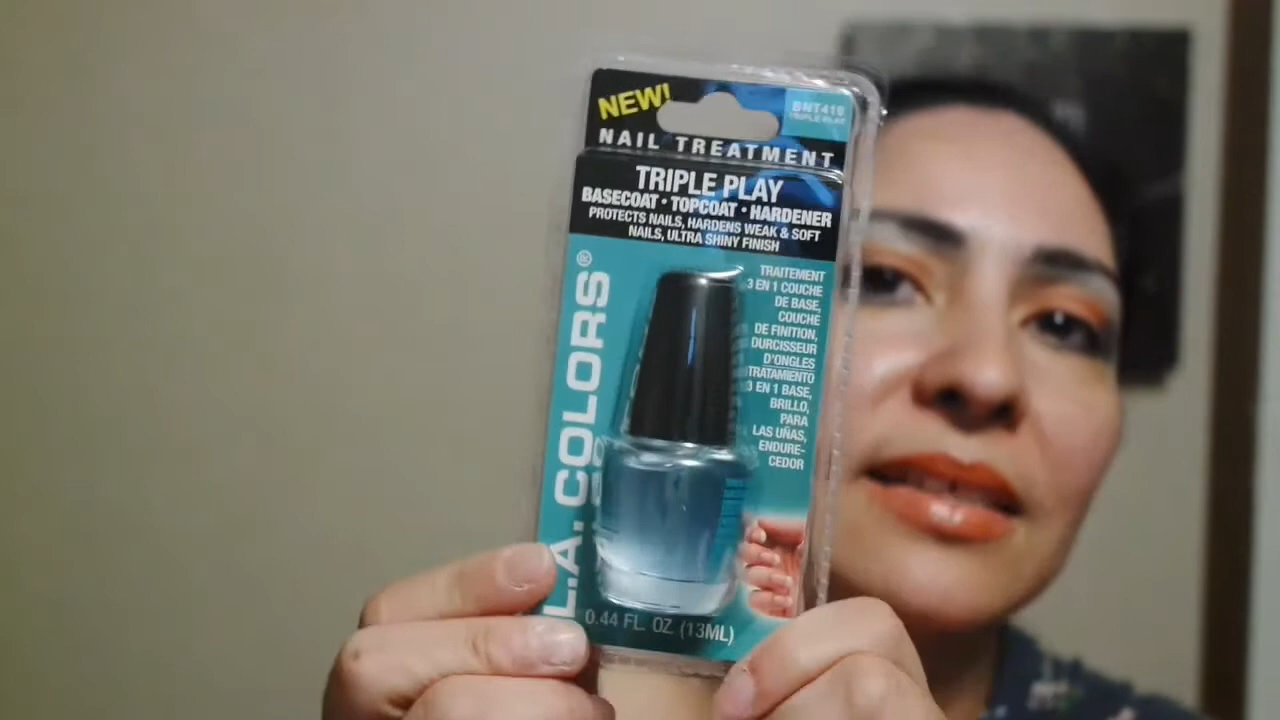 NEW!
BNT410
TRIPLE PLAY
NAIL TREATMENT
TRIPLE PLAY
BASECOAT • TOPCOAT • HARDENER
PROTECTS NAILS, HARDENS WEAK & SOFT
NAILS, ULTRA SHINY FINISH
L.A. COLORS®
TRAITEMENT
3 EN 1 COUCHE
DE BASE,
COUCHE
DE FINITION,
DURCISSEUR
D'ONGLES
TRATAMIENTO
3 EN 1 BASE,
BRILLO,
PARA
LAS UÑAS,
ENDURE-
CEDOR
0.44 FL. OZ (13ML)